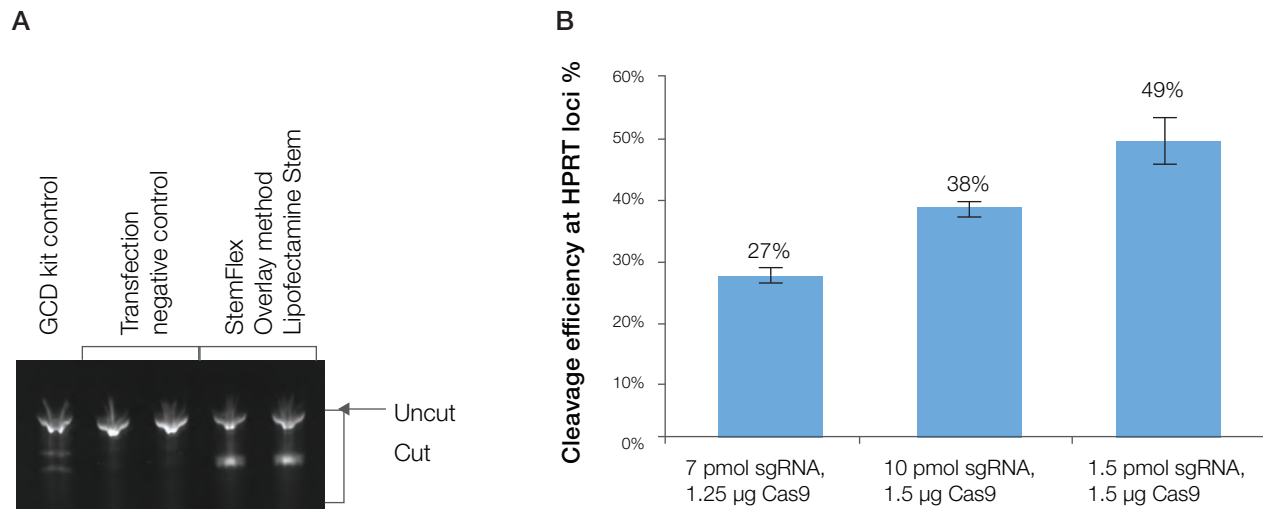 A
GCD kit control
Transfection
negative control
StemFlex
Overlay method
Lipofectamine Stem
Uncut
Cut
B
Cleavage efficiency at HPRT loci %
60%
50%
40%
30%
20%
10%
0%
27%
38%
49%
7 pmol sgRNA,
1.25 µg Cas9
10 pmol sgRNA,
1.5 µg Cas9
1.5 pmol sgRNA,
1.5 µg Cas9